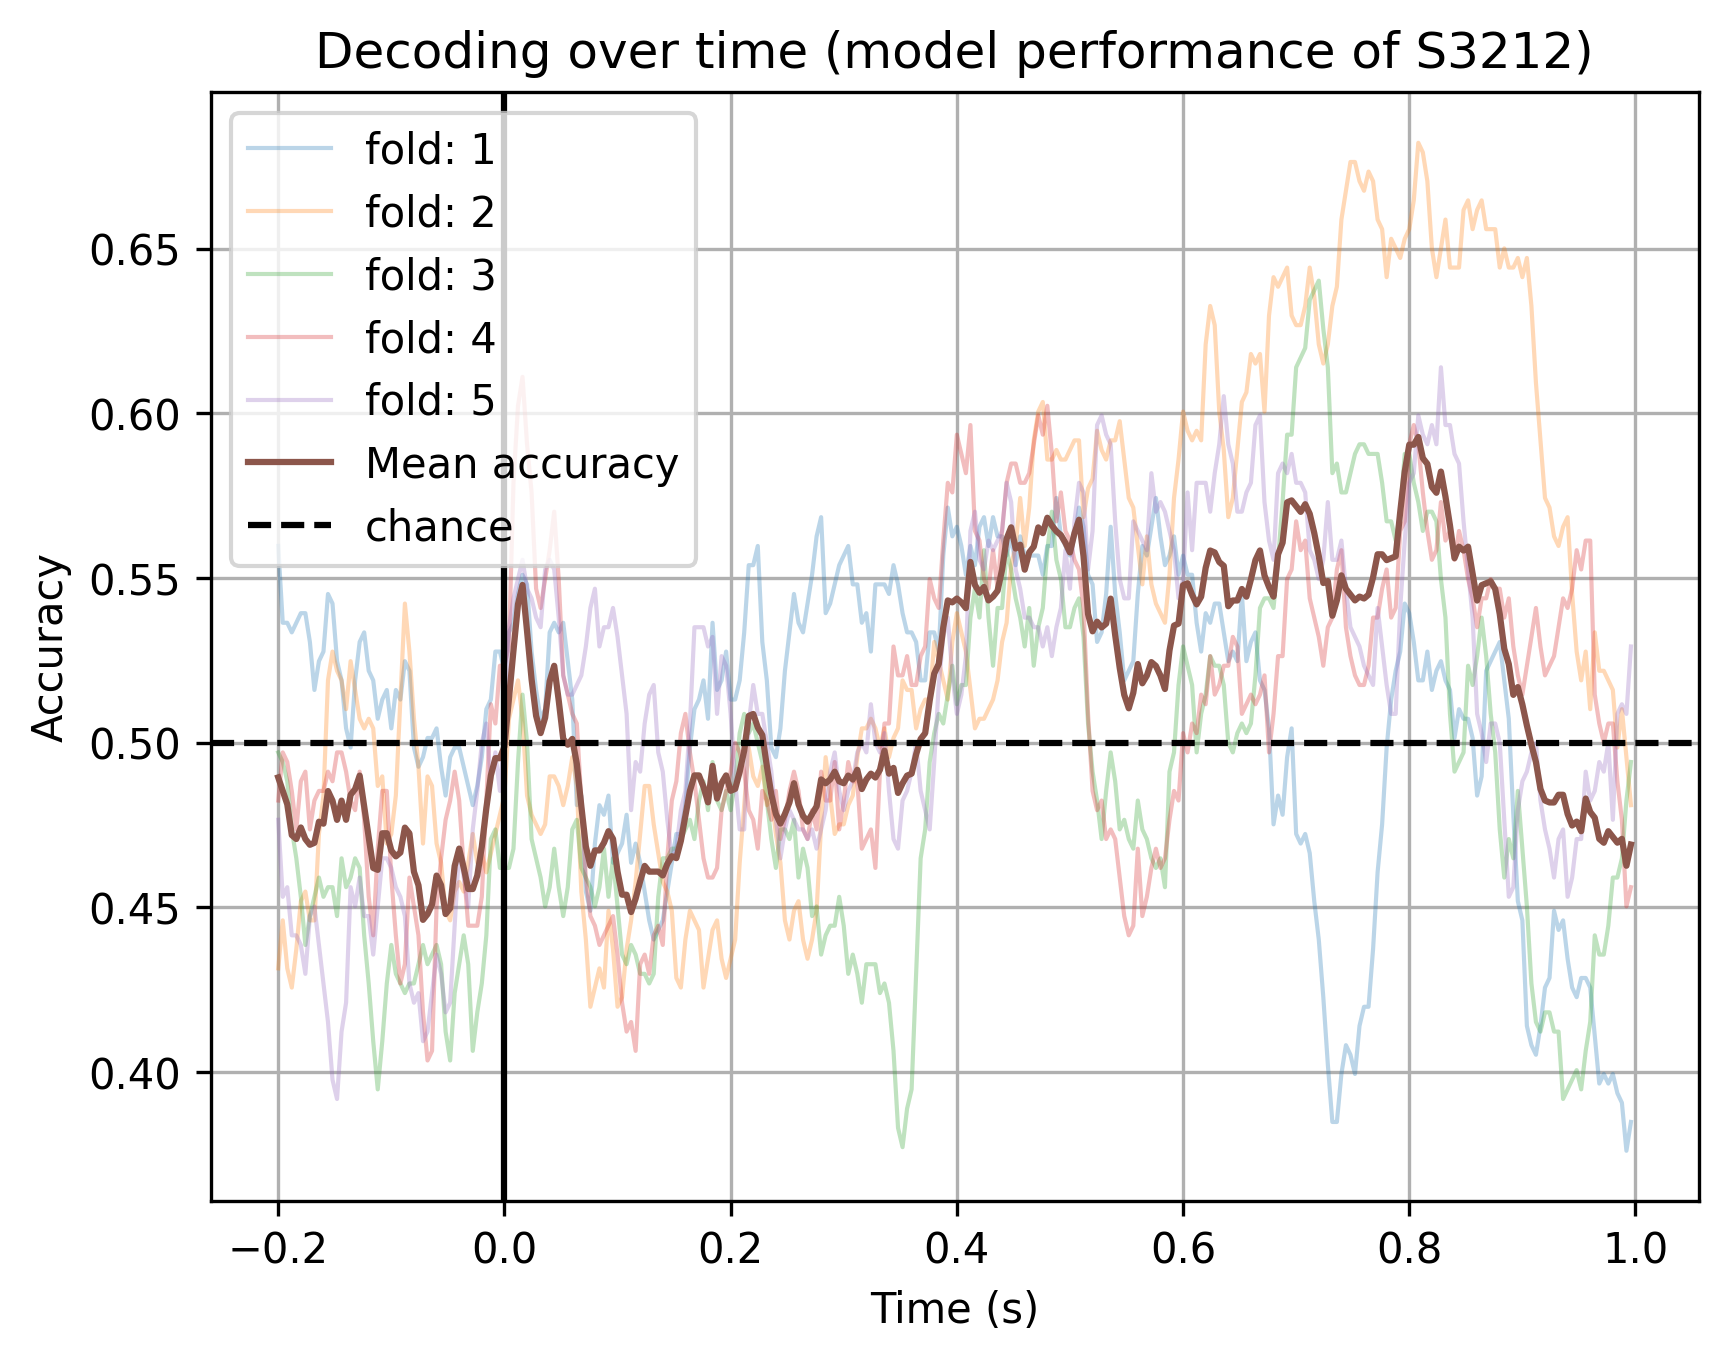 Decoding over time (model performance of S3212)
fold: 1
fold: 2
fold: 3
fold: 4
fold: 5
Mean accuracy
chance
Accuracy
0.65
0.60
0.55
0.50
0.45
0.40
−0.2 0.0 0.2 0.4 0.6 0.8 1.0
Time (s)